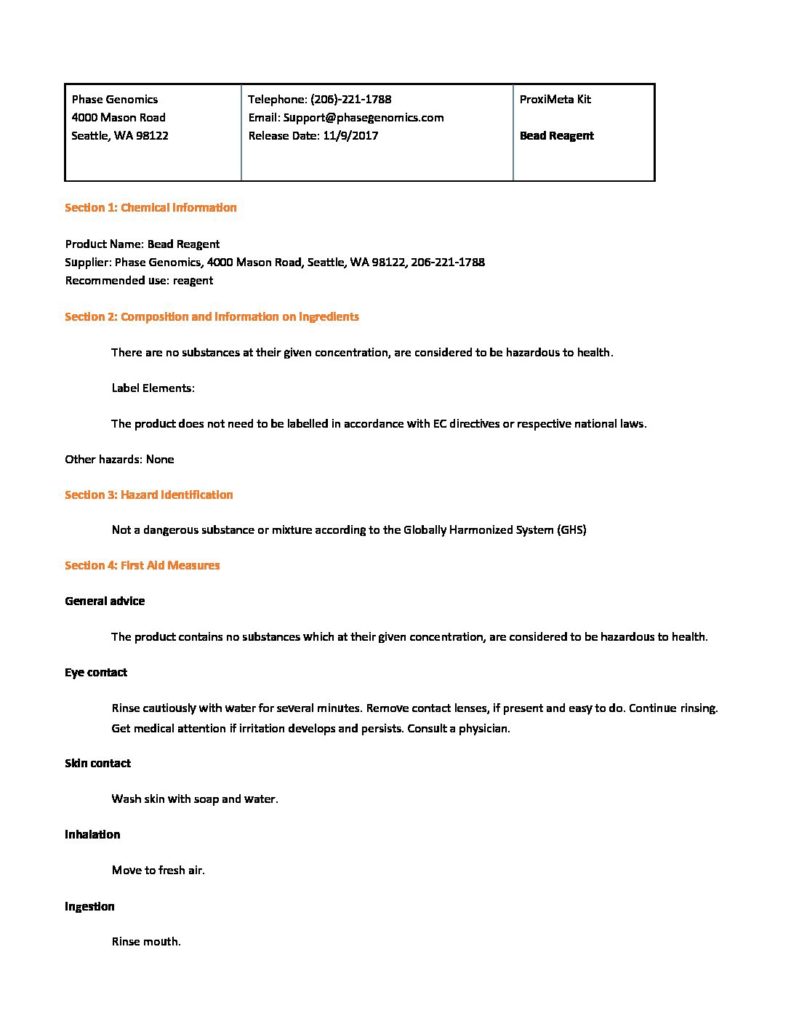 Phase Genomics
4000 Mason Road
Seattle, WA 98122
Telephone: (206)-221-1788
Email: Support@phasegenomics.com
Release Date: 11/9/2017
ProxiMeta Kit
Bead Reagent
Section 1: Chemical Information
Product Name: Bead Reagent
Supplier: Phase Genomics, 4000 Mason Road, Seattle, WA 98122, 206-221-1788
Recommended use: reagent
Section 2: Composition and Information on Ingredients
There are no substances at their given concentration, are considered to be hazardous to health.
Label Elements:
The product does not need to be labelled in accordance with EC directives or respective national laws.
Other hazards: None
Section 3: Hazard Identification
Not a dangerous substance or mixture according to the Globally Harmonized System (GHS)
Section 4: First Aid Measures
General advice
The product contains no substances which at their given concentration, are considered to be hazardous to health.
Eye contact
Rinse cautiously with water for several minutes. Remove contact lenses, if present and easy to do. Continue rinsing.
Get medical attention if irritation develops and persists. Consult a physician.
Skin contact
Wash skin with soap and water.
Inhalation
Move to fresh air.
Ingestion
Rinse mouth.